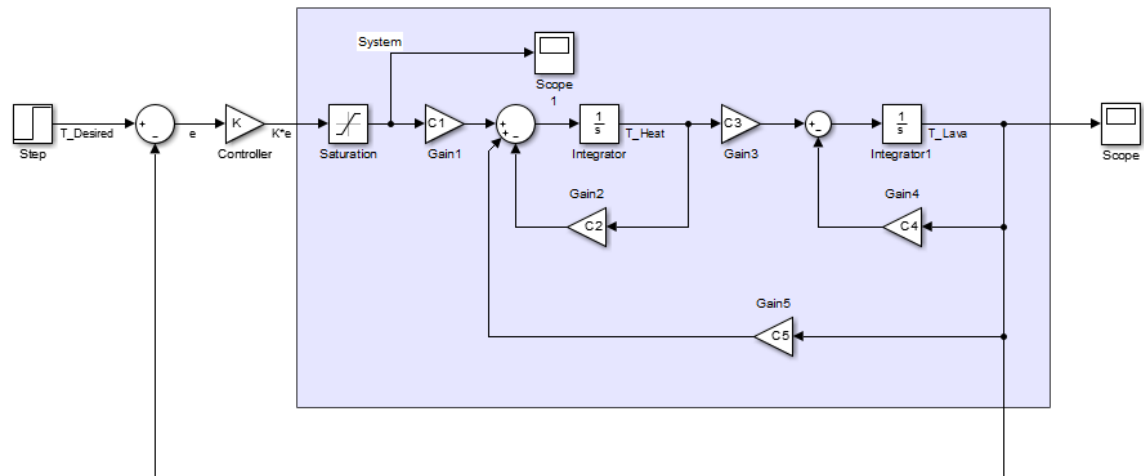 System
Scope
1
T_Desired
e
K
K*e
C1
1
s
T_Heat
C3
1
s
T_Lava
Step
Controller
Saturation
Gain1
Integrator
Gain3
Integrator1
Scope
+
-
+
+
-
+
-
Gain2
Gain4
C2
C4
Gain5
C5